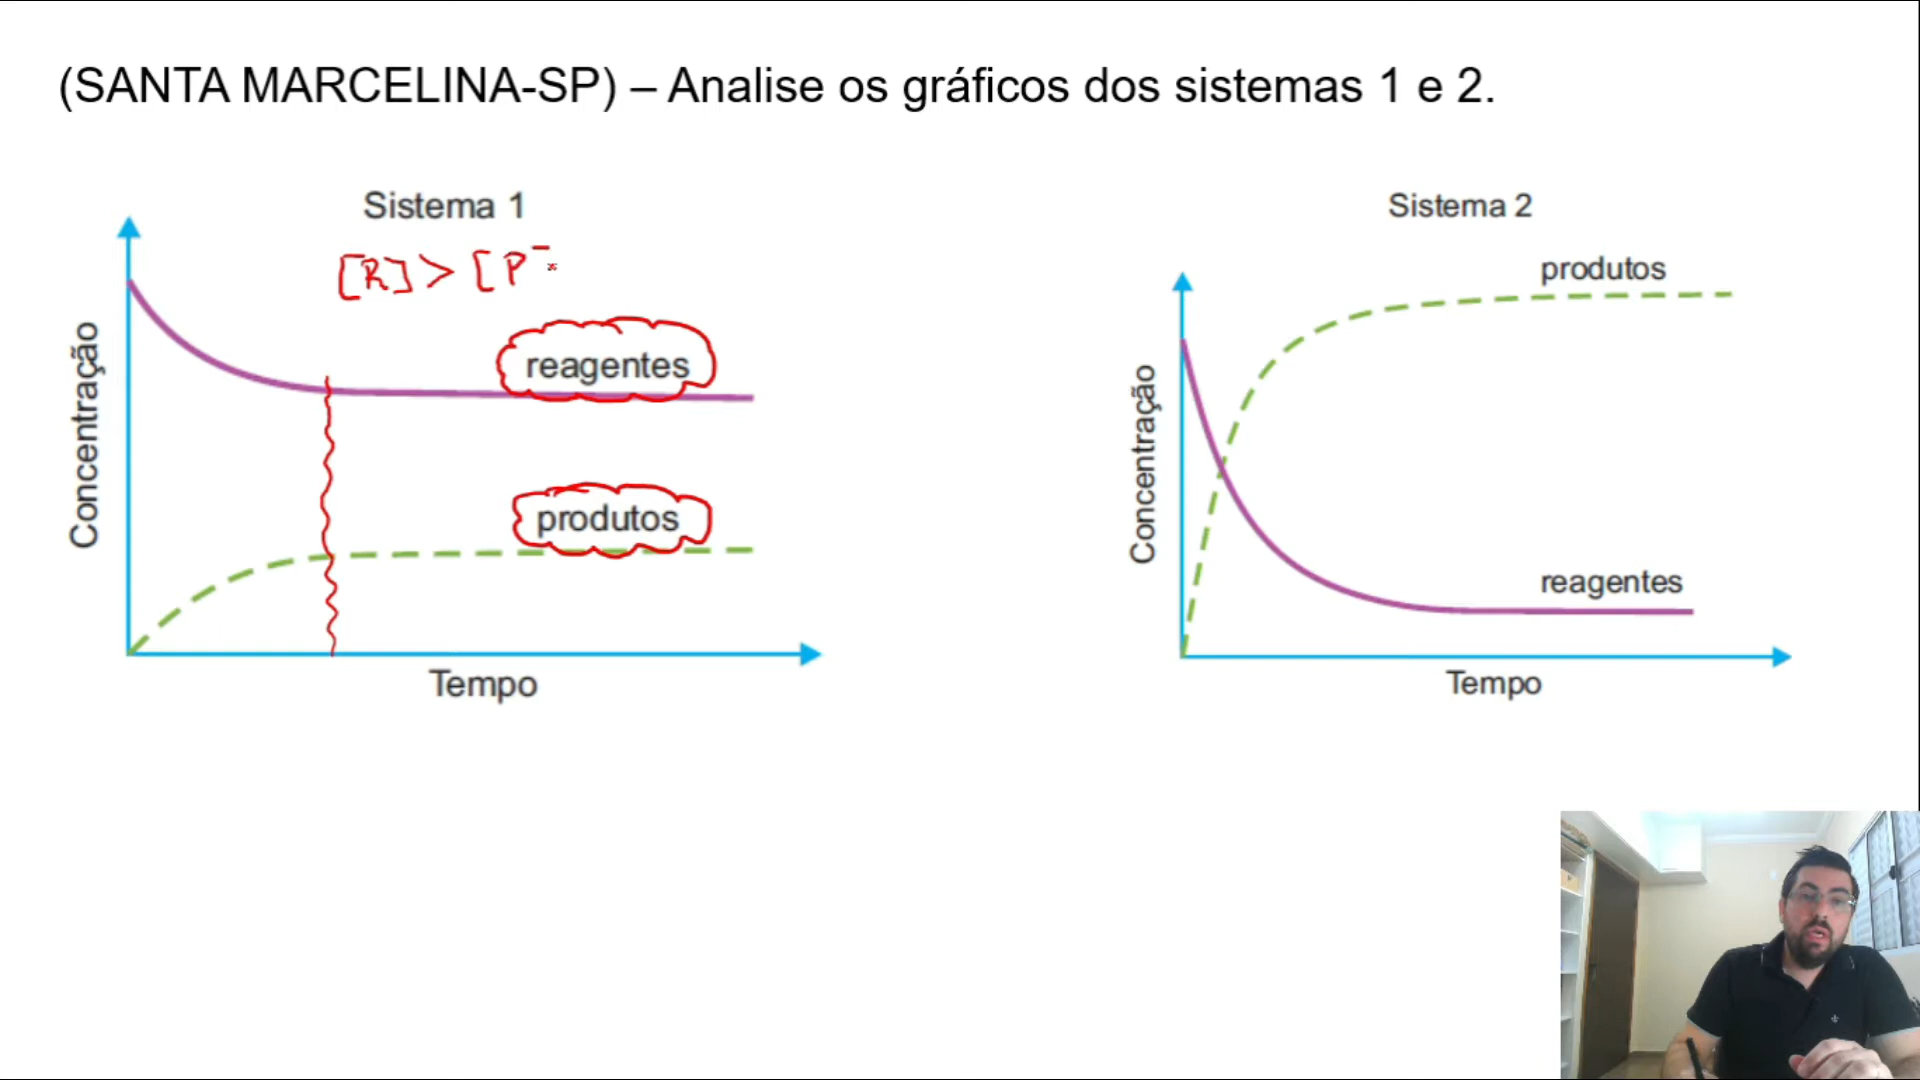 (SANTA MARCELINA-SP) – Analise os gráficos dos sistemas 1 e 2.
Sistema 1
[R] > [P
reagentes
produtos
Concentração
Tempo
Sistema 2
produtos
Concentração
reagentes
Tempo